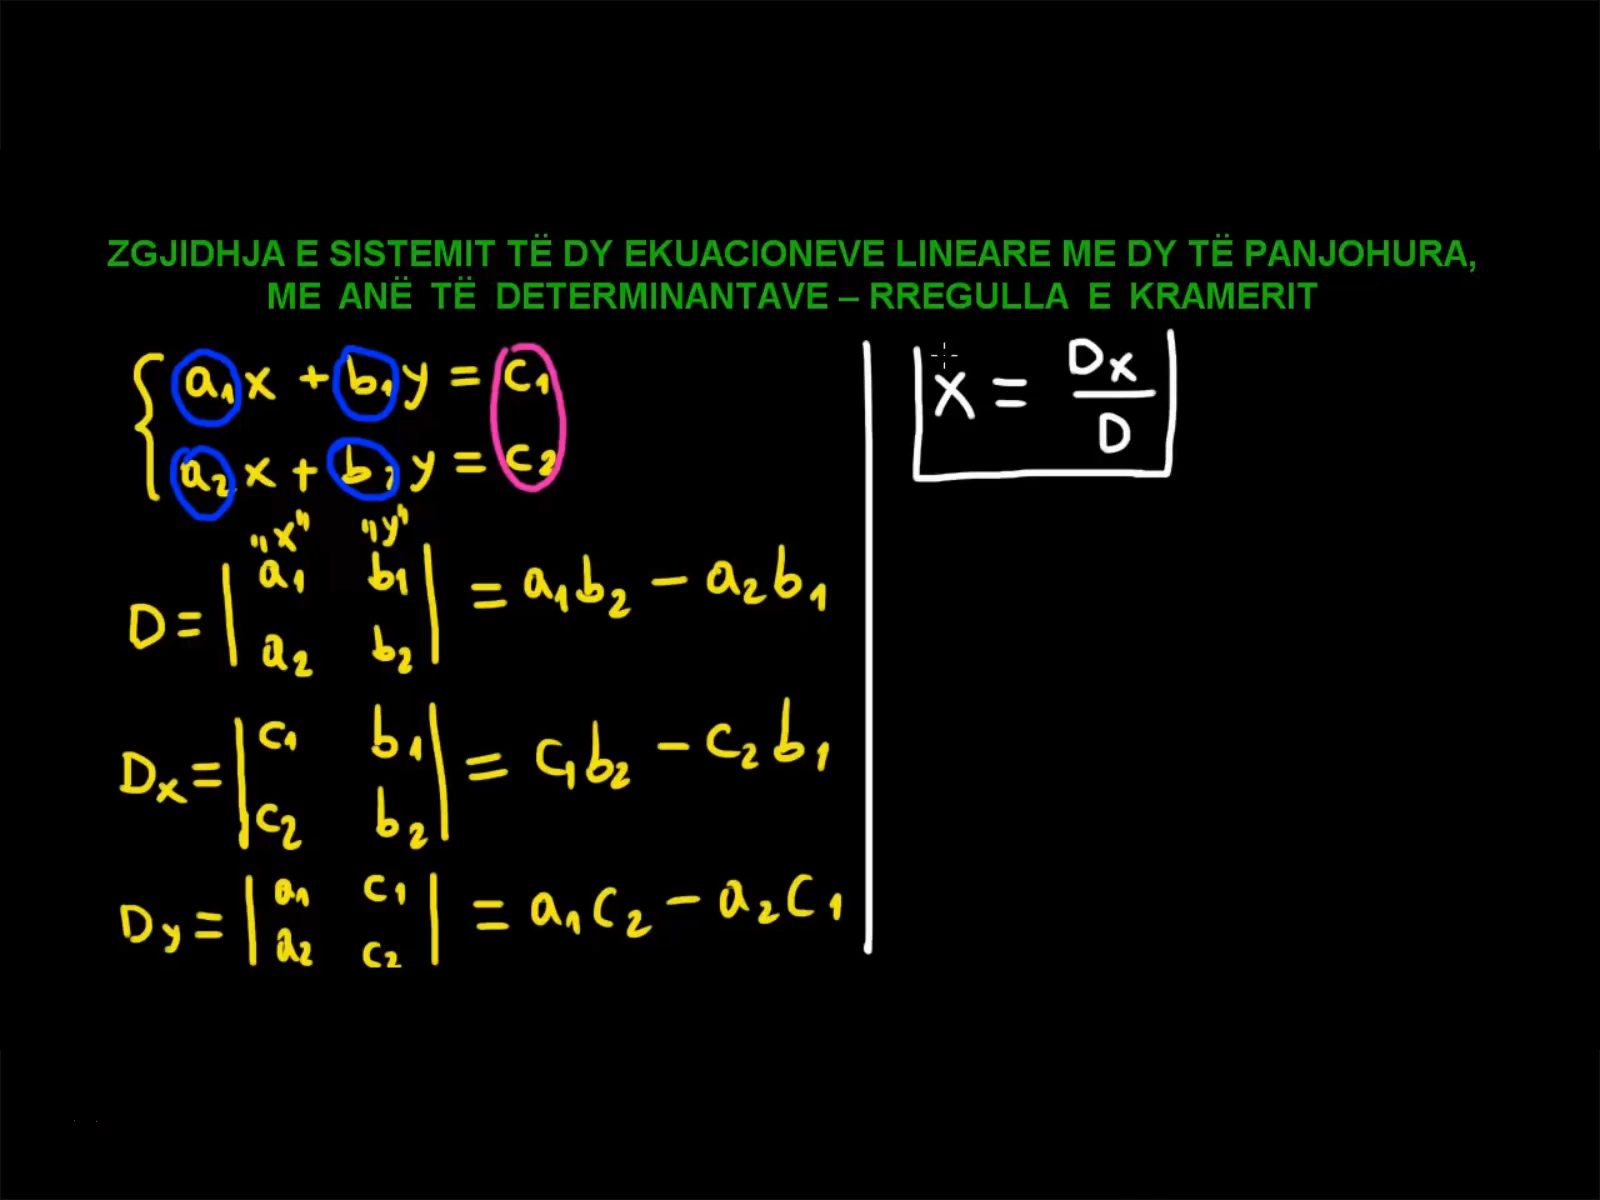 ZGJIDHJA E SISTEMIT TË DY EKUACIONEVE LINEARE ME DY TË PANJOHURA,
ME ANË TË DETERMINANTAVE – RREGULLA E KRAMERIT
a₁x + b₁y = c₁
a₂x + b₂y = c₂
"x" "y"
D = | a₁ b₁ | = a₁b₂ − a₂b₁
| a₂ b₂ |
Dx = | c₁ b₁ | = c₁b₂ − c₂b₁
| c₂ b₂ |
Dy = | a₁ c₁ | = a₁c₂ − a₂c₁
| a₂ c₂ |
x = Dx / D